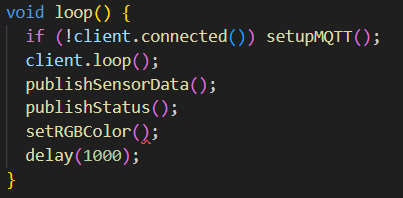 void loop() {
  if (!client.connected()) setupMQTT();
  client.loop();
  publishSensorData();
  publishStatus();
  setRGBColor();
  delay(1000);
}